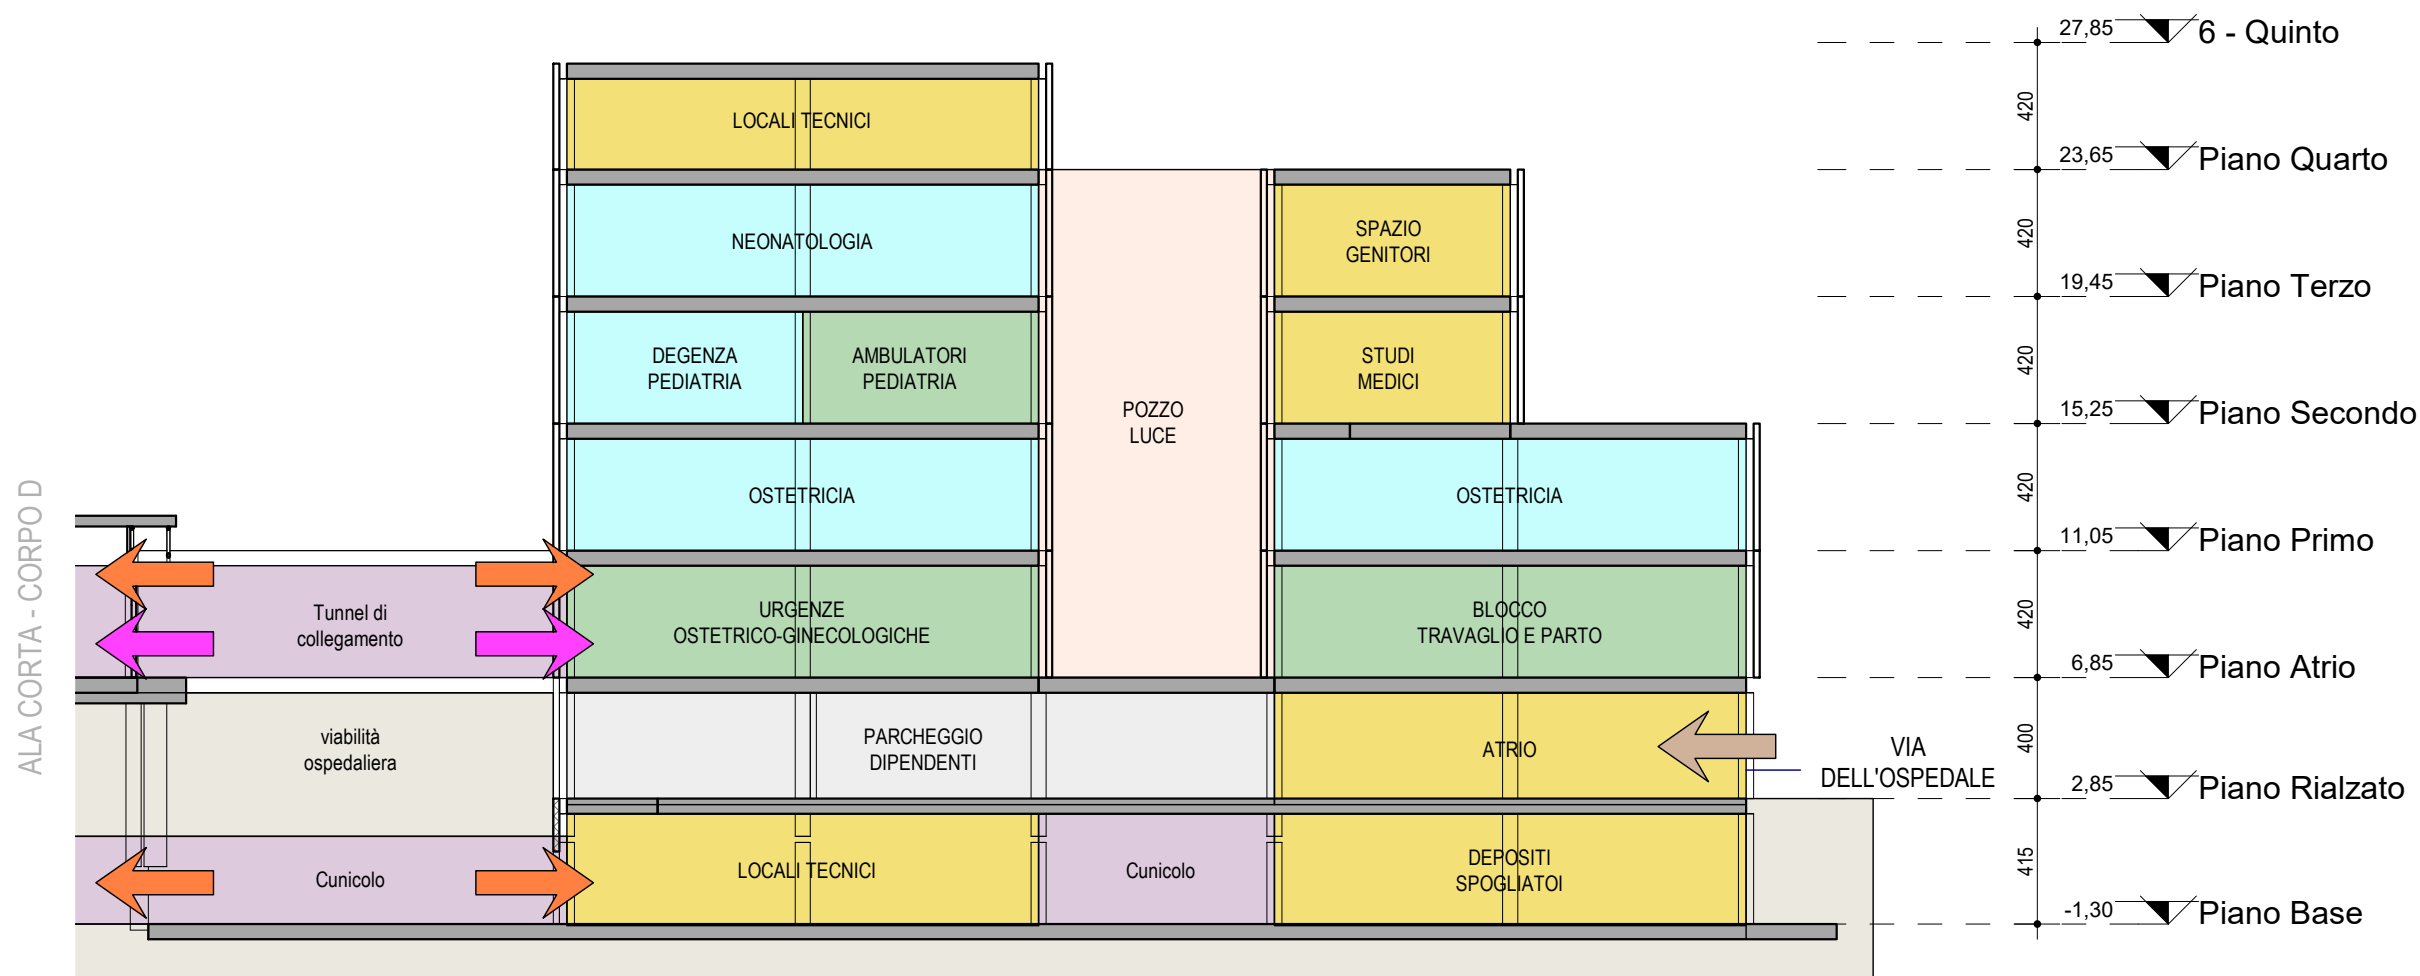 27,85
6 - Quinto
420
LOCALI TECNICI
23,65
Piano Quarto
420
NEONATOLOGIA
SPAZIO
GENITORI
19,45
Piano Terzo
420
DEGENZA
PEDIATRIA
AMBULATORI
PEDIATRIA
STUDI
MEDICI
POZZO
LUCE
15,25
Piano Secondo
420
OSTETRICIA
OSTETRICIA
11,05
Piano Primo
420
ALA CORTA - CORPO D
Tunnel di
collegamento
URGENZE
OSTETRICO-GINECOLOGICHE
BLOCCO
TRAVAGLIO E PARTO
6,85
Piano Atrio
400
viabilità
ospedaliera
PARCHEGGIO
DIPENDENTI
ATRIO
VIA
DELL'OSPEDALE
2,85
Piano Rialzato
415
Cunicolo
LOCALI TECNICI
Cunicolo
DEPOSITI
SPOGLIATOI
-1,30
Piano Base